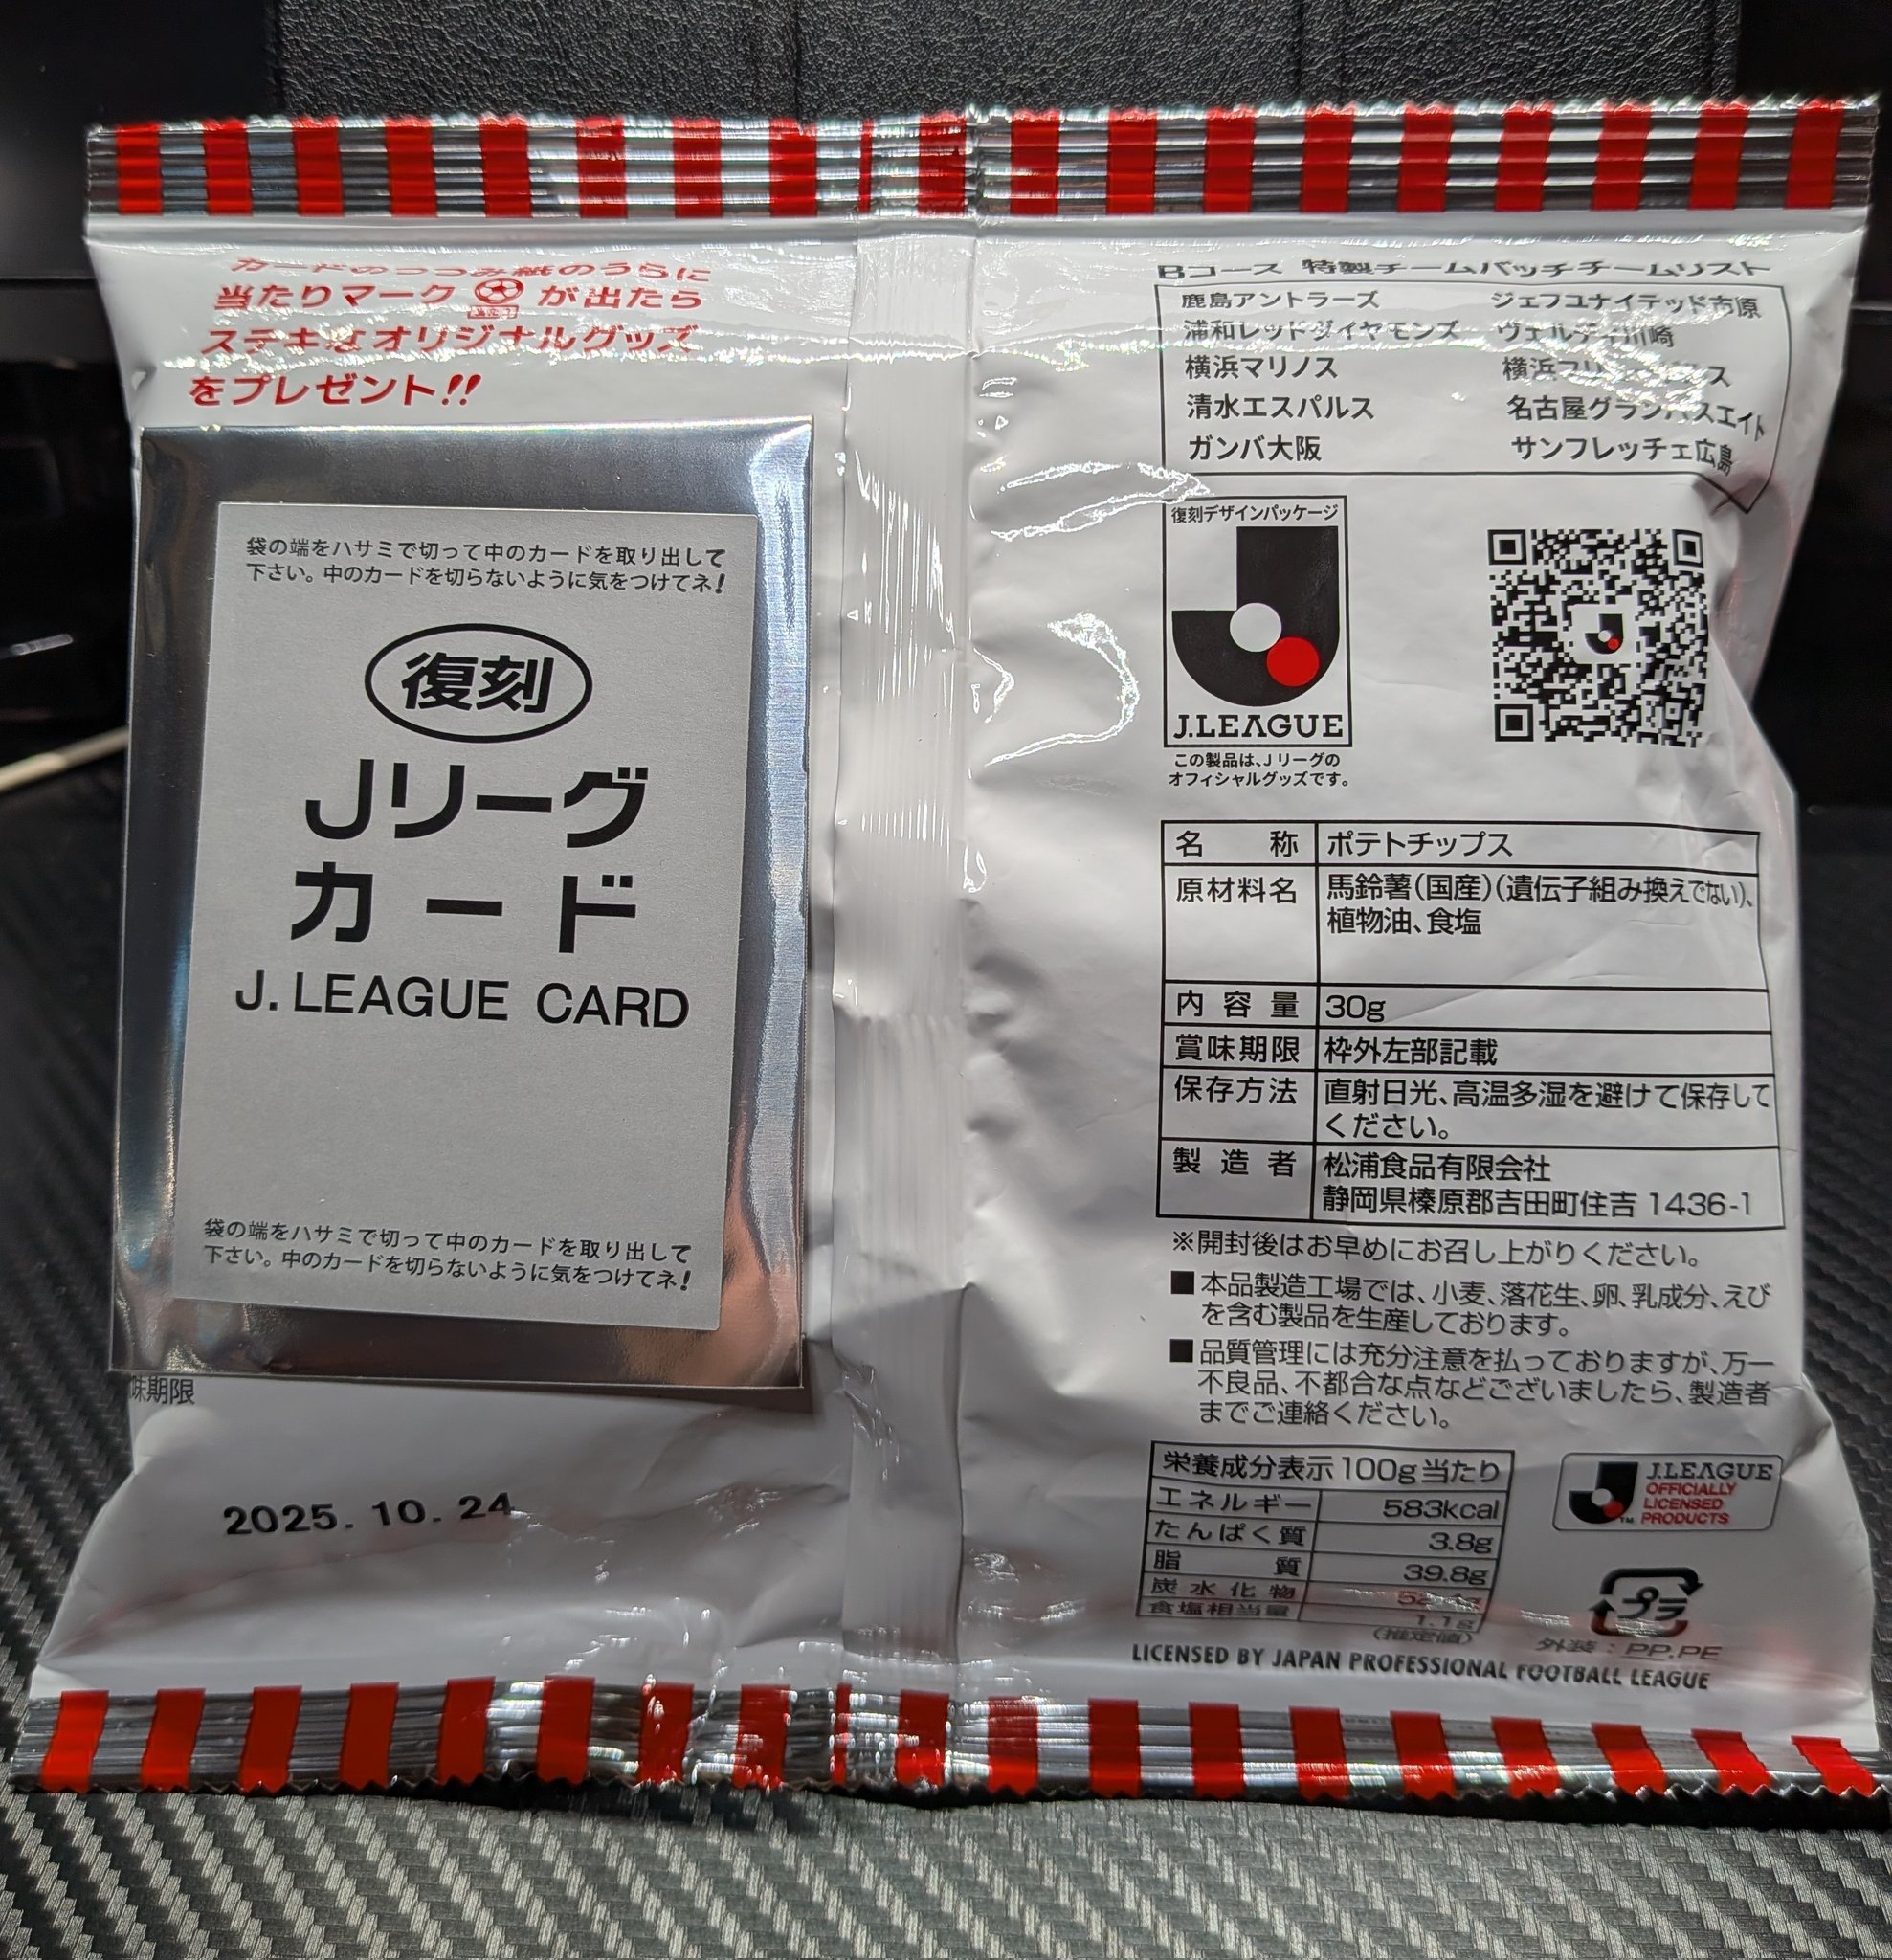 カードのつつみ紙のうらに
当たりマーク が出たら
ステキなオリジナルグッズ
をプレゼント!!
袋の端をハサミで切って中のカードを取り出して
下さい。中のカードを切らないように気をつけてネ!
復刻
Jリーグ
カード
J. LEAGUE CARD
袋の端をハサミで切って中のカードを取り出して
下さい。中のカードを切らないように気をつけてネ!
味期限
2025. 10. 24
Bコース 特製チームバッチチームリスト
鹿島アントラーズ ジェフユナイテッド市原
浦和レッドダイヤモンズ ヴェルディ川崎
横浜マリノス 横浜フリューゲルス
清水エスパルス 名古屋グランパスエイト
ガンバ大阪 サンフレッチェ広島
復刻デザインパッケージ
J.LEAGUE
この製品は、Jリーグの
オフィシャルグッズです。
名称 ポテトチップス
原材料名 馬鈴薯(国産)(遺伝子組み換えでない)、
植物油、食塩
内容量 30g
賞味期限 枠外左部記載
保存方法 直射日光、高温多湿を避けて保存して
ください。
製造者 松浦食品有限会社
静岡県榛原郡吉田町住吉 1436-1
※開封後はお早めにお召し上がりください。
■本品製造工場では、小麦、落花生、卵、乳成分、えび
を含む製品を生産しております。
■品質管理には充分注意を払っておりますが、万一
不良品、不都合な点などございましたら、製造者
までご連絡ください。
栄養成分表示100g当たり
エネルギー 583kcal
たんぱく質 3.8g
脂質 39.8g
炭水化物
食塩相当量 1.1g
(推定値)
J.LEAGUE
OFFICIALLY
LICENSED
PRODUCTS
TM
プラ
外装:PP,PE
LICENSED BY JAPAN PROFESSIONAL FOOTBALL LEAGUE